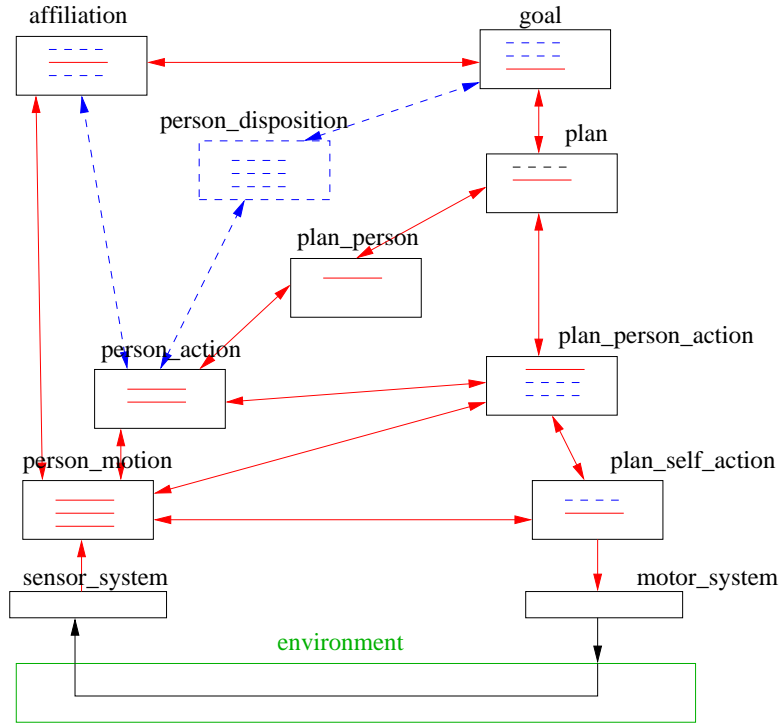 affiliation
goal
person_disposition
plan
plan_person
person_action
plan_person_action
person_motion
plan_self_action
sensor_system
motor_system
environment